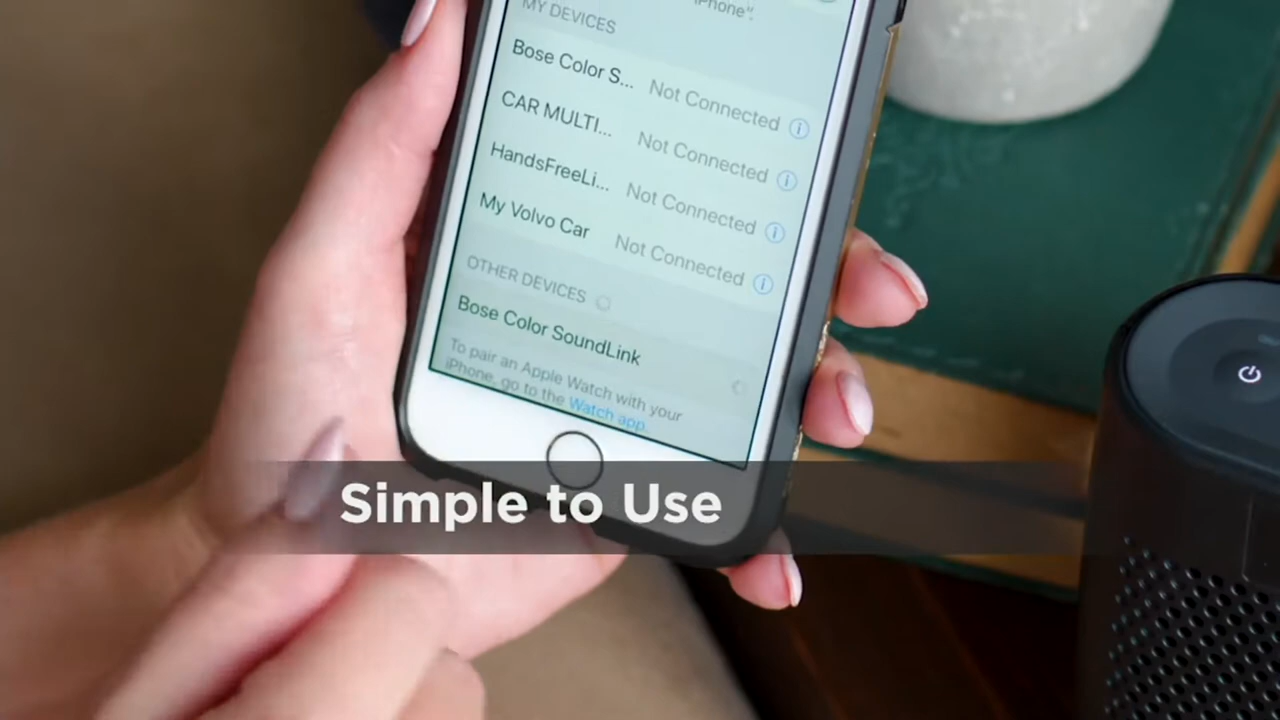 iPhone".
MY DEVICES
Bose Color S... Not Connected
CAR MULTI... Not Connected
HandsFreeLi... Not Connected
My Volvo Car Not Connected
OTHER DEVICES
Bose Color SoundLink
To pair an Apple Watch with your
iPhone, go to the Watch app.
Simple to Use